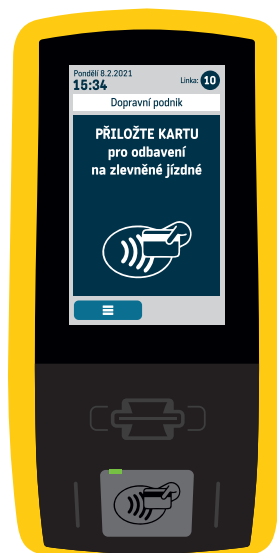 Pondělí 8.2.2021
15:34
Linka: 10
Dopravní podnik
PŘILOŽTE KARTU
pro odbavení
na zlevněné jízdné